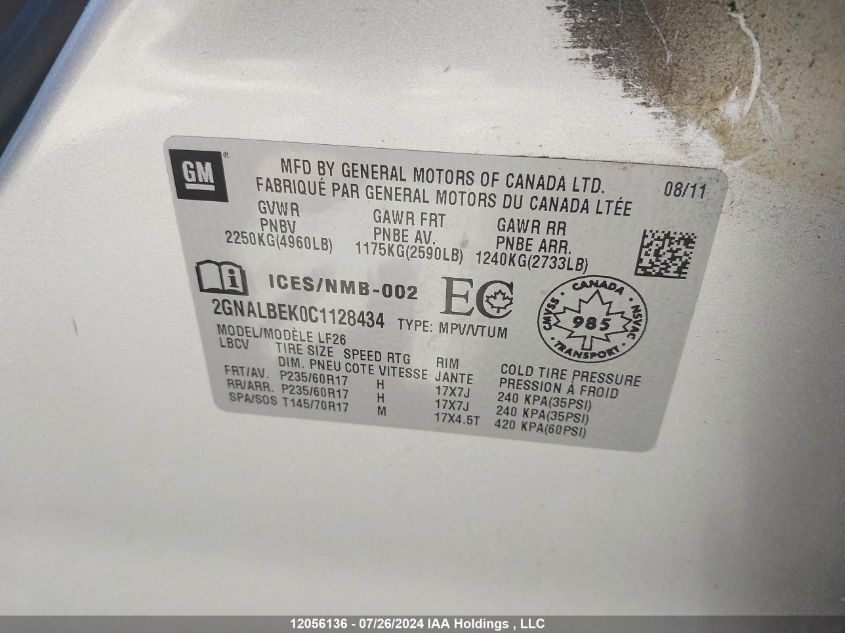 GM
MFD BY GENERAL MOTORS OF CANADA LTD.
08/11
FABRIQUÉ PAR GENERAL MOTORS DU CANADA LTÉE
GVWR GAWR FRT GAWR RR
PNBV PNBE AV. PNBE ARR.
2250KG(4960LB) 1175KG(2590LB) 1240KG(2733LB)
ICES/NMB-002
EC
CANADA
CMVSS 985 NSVAC
TRANSPORT
2GNALBEK0C1128434 TYPE: MPV/VTUM
MODEL/MODÈLE LF26
LBCV TIRE SIZE SPEED RTG RIM COLD TIRE PRESSURE
DIM. PNEU COTE VITESSE JANTE PRESSION À FROID
FRT/AV. P235/60R17 H 17X7J 240 KPA(35PSI)
RR/ARR. P235/60R17 H 17X7J 240 KPA(35PSI)
SPA/SOS T145/70R17 M 17X4.5T 420 KPA(60PSI)
12056136 - 07/26/2024 IAA Holdings , LLC